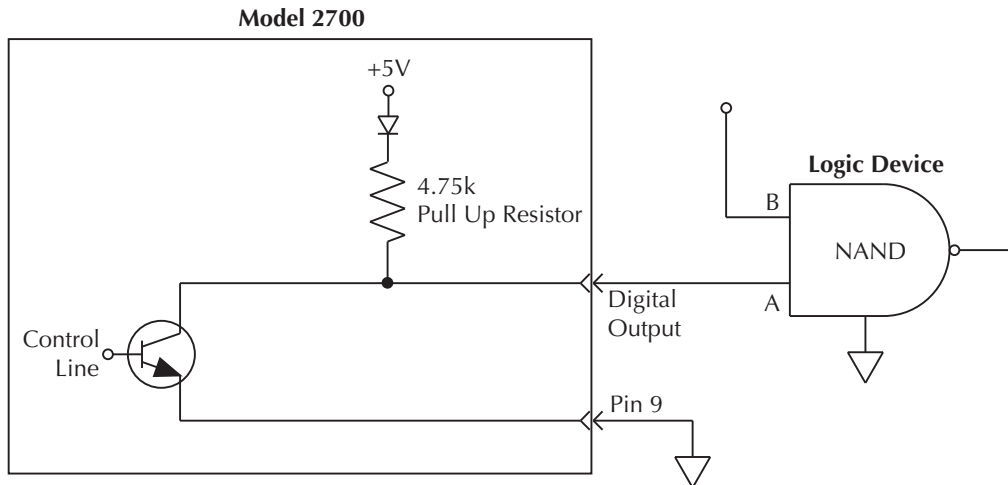 Model 2700
+5V
4.75k
Pull Up Resistor
Logic Device
B
NAND
A
Digital
Output
Control
Line
Pin 9